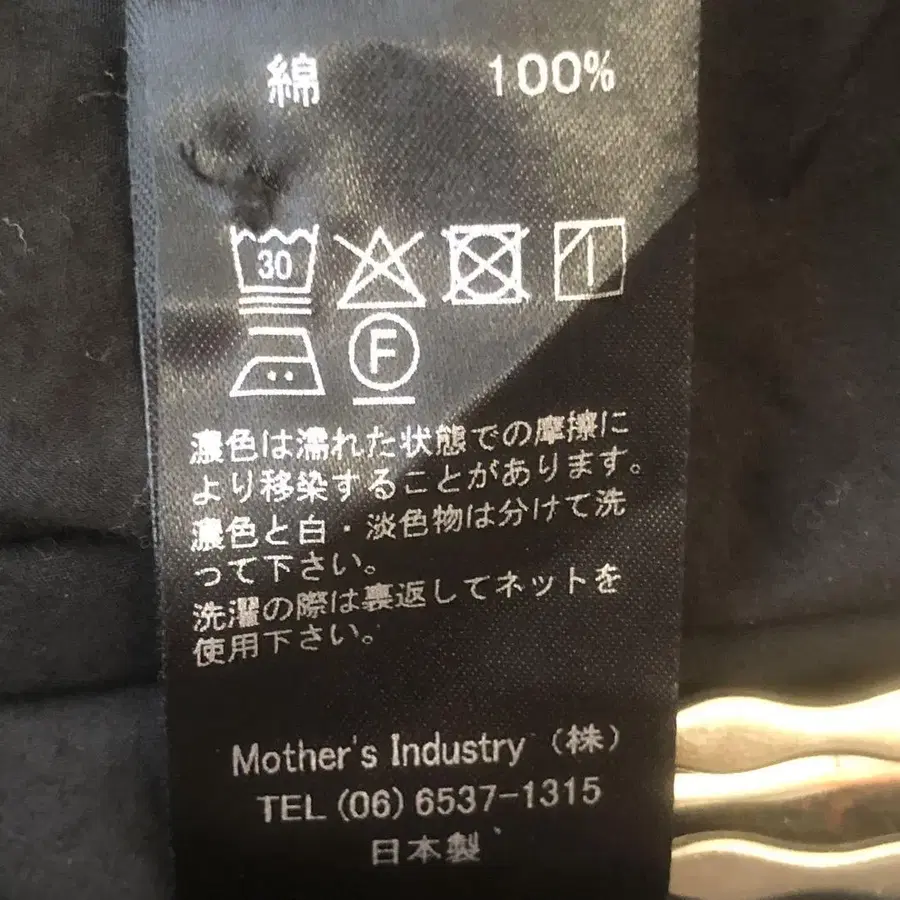 綿 100%
30
F
濃色は濡れた状態での摩擦に
より移染することがあります。
濃色と白・淡色物は分けて洗
って下さい。
洗濯の際は裏返してネットを
使用下さい。
Mother's Industry（株）
TEL (06) 6537-1315
日本製